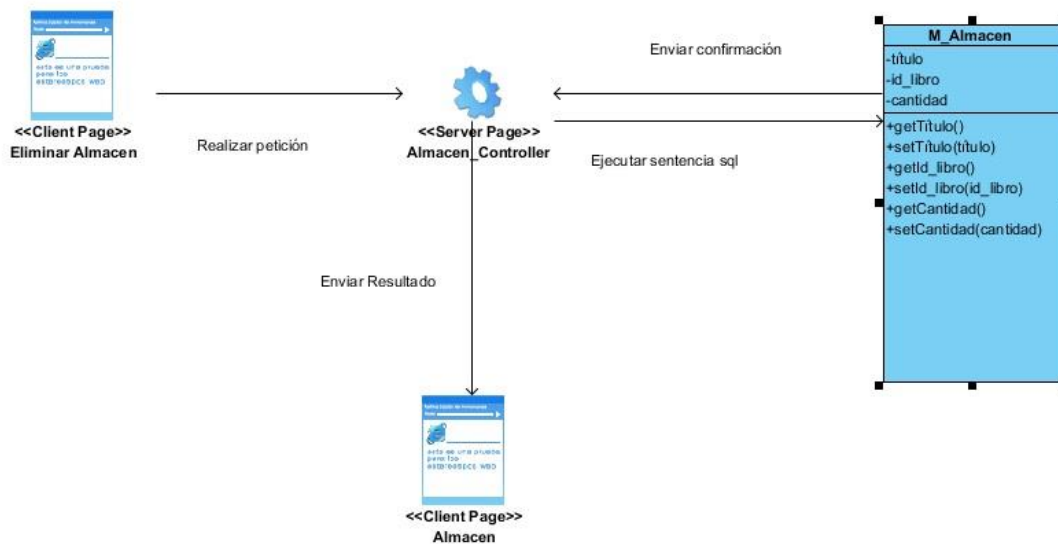 <<Client Page>>
Eliminar Almacen
Realizar petición
<<Server Page>>
Almacen_Controller
Enviar confirmación
Ejecutar sentencia sql
M_Almacen
-título
-id_libro
-cantidad
+getTítulo()
+setTítulo(título)
+getId_libro()
+setId_libro(id_libro)
+getCantidad()
+setCantidad(cantidad)
Enviar Resultado
<<Client Page>>
Almacen